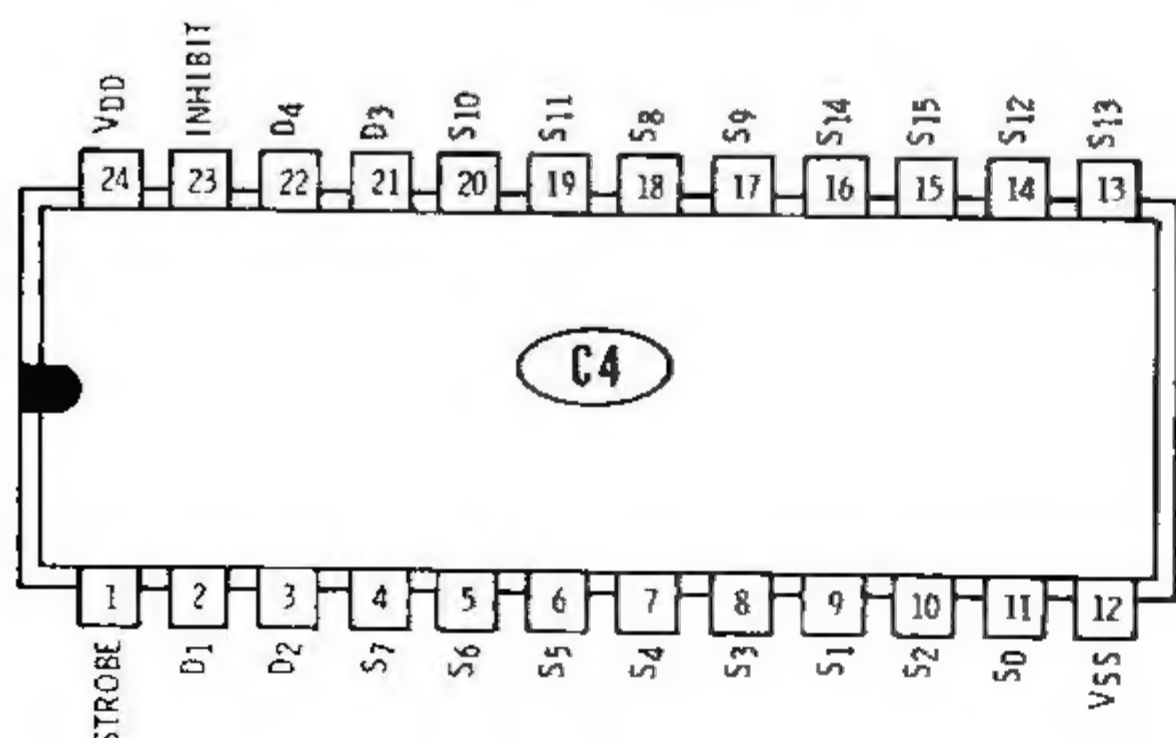 VDD INHIBIT D4 D3 S10 S11 S8 S9 S14 S15 S12 S13
24 23 22 21 20 19 18 17 16 15 14 13
C4
1 2 3 4 5 6 7 8 9 10 11 12
STROBE D1 D2 S7 S6 S5 S4 S3 S1 S2 S0 VSS